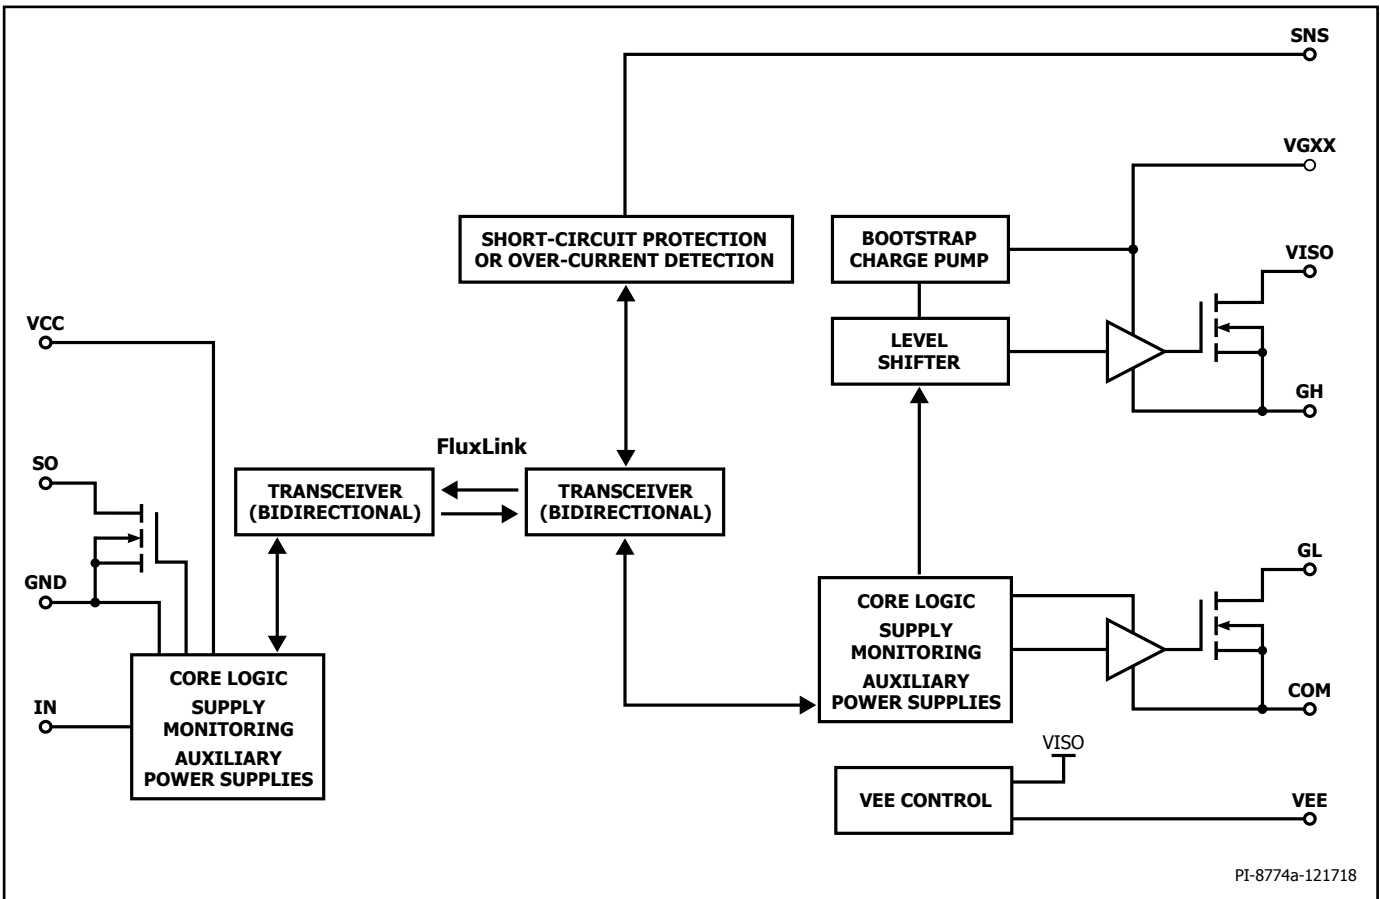 SNS
VGXX
SHORT-CIRCUIT PROTECTION
OR OVER-CURRENT DETECTION
BOOTSTRAP
CHARGE PUMP
VISO
VCC
LEVEL
SHIFTER
GH
FluxLink
SO
TRANSCEIVER
(BIDIRECTIONAL)
TRANSCEIVER
(BIDIRECTIONAL)
GND
GL
CORE LOGIC
SUPPLY
MONITORING
AUXILIARY
POWER SUPPLIES
IN
CORE LOGIC
SUPPLY
MONITORING
AUXILIARY
POWER SUPPLIES
COM
VISO
VEE CONTROL
VEE
PI-8774a-121718